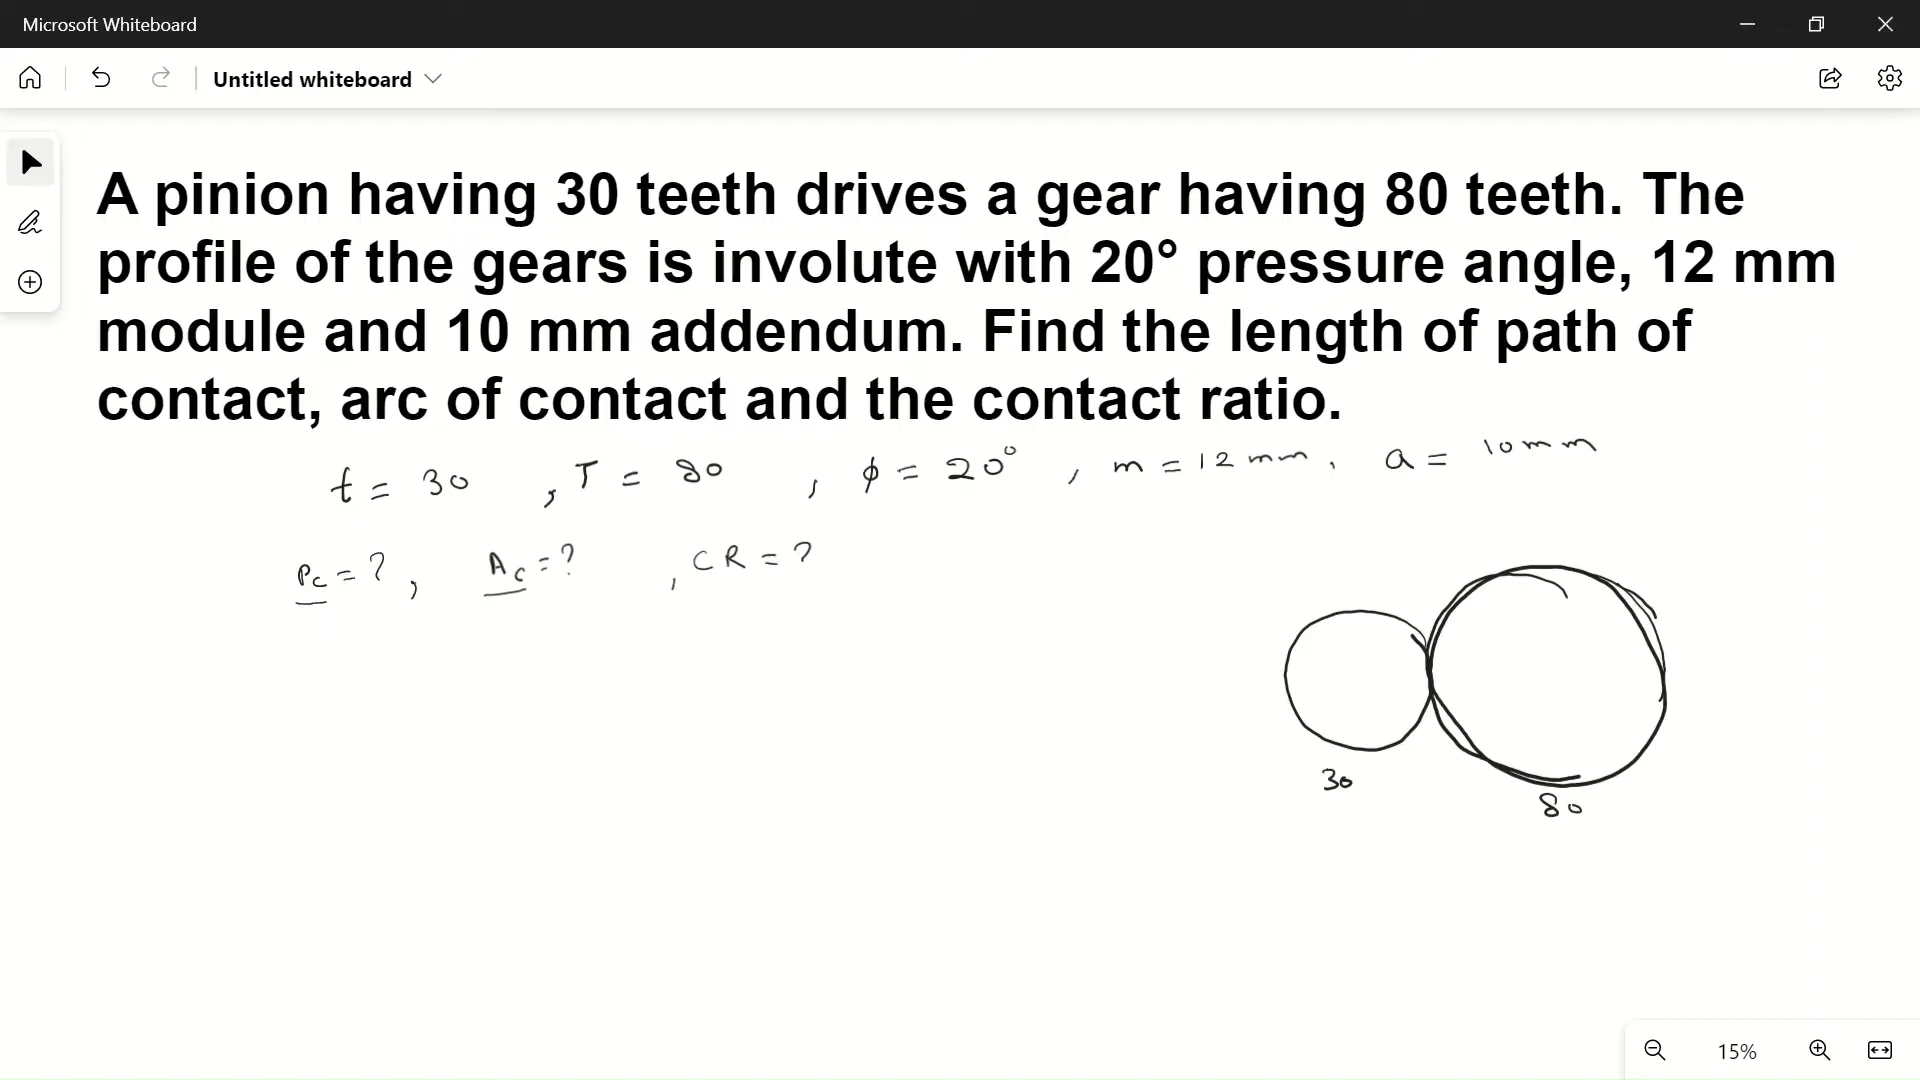 Microsoft Whiteboard
Untitled whiteboard
A pinion having 30 teeth drives a gear having 80 teeth. The
profile of the gears is involute with 20° pressure angle, 12 mm
module and 10 mm addendum. Find the length of path of
contact, arc of contact and the contact ratio.
t = 30 , T = 80 , ϕ = 20° , m = 12 mm , a = 10mm
Pc = ? , Ac = ? , CR = ?
30
80
15%